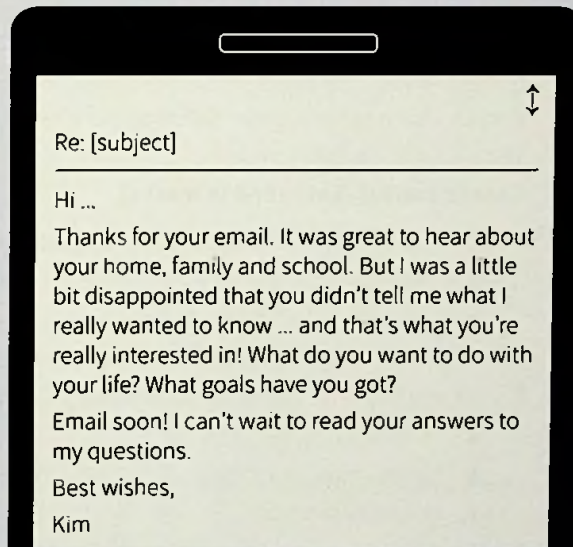 Re: [subject]
Hi ...
Thanks for your email. It was great to hear about
your home, family and school. But I was a little
bit disappointed that you didn't tell me what I
really wanted to know ... and that's what you're
really interested in! What do you want to do with
your life? What goals have you got?
Email soon! I can't wait to read your answers to
my questions.
Best wishes,
Kim